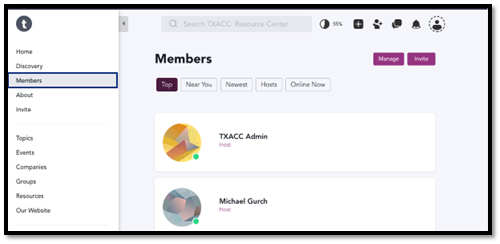 t
Search TXACC: Resource Center
55%
Home
Discovery
Members
About
Invite
Topics
Events
Companies
Groups
Resources
Our Website
Members
Manage
Invite
Top
Near You
Newest
Hosts
Online Now
TXACC Admin
Host
Michael Gurch
Host